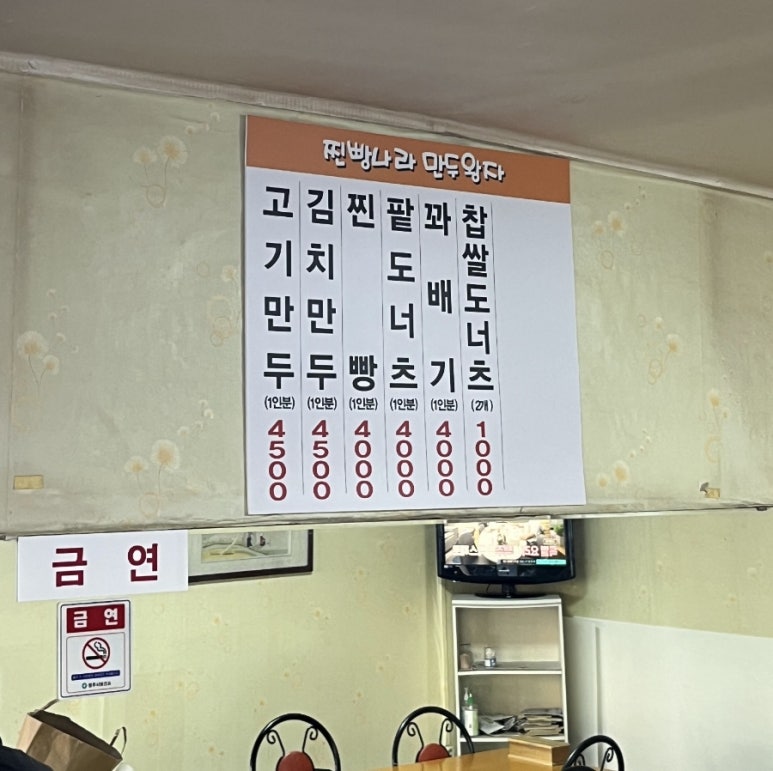 찐빵나라 만두왕자
고기만두 (1인분) 4500
김치만두 (1인분) 4500
찐빵 (1인분) 4000
팥도너츠 (1인분) 4000
꽈배기 (1인분) 4000
찹쌀도너츠 (2개) 1000
금 연
금 연